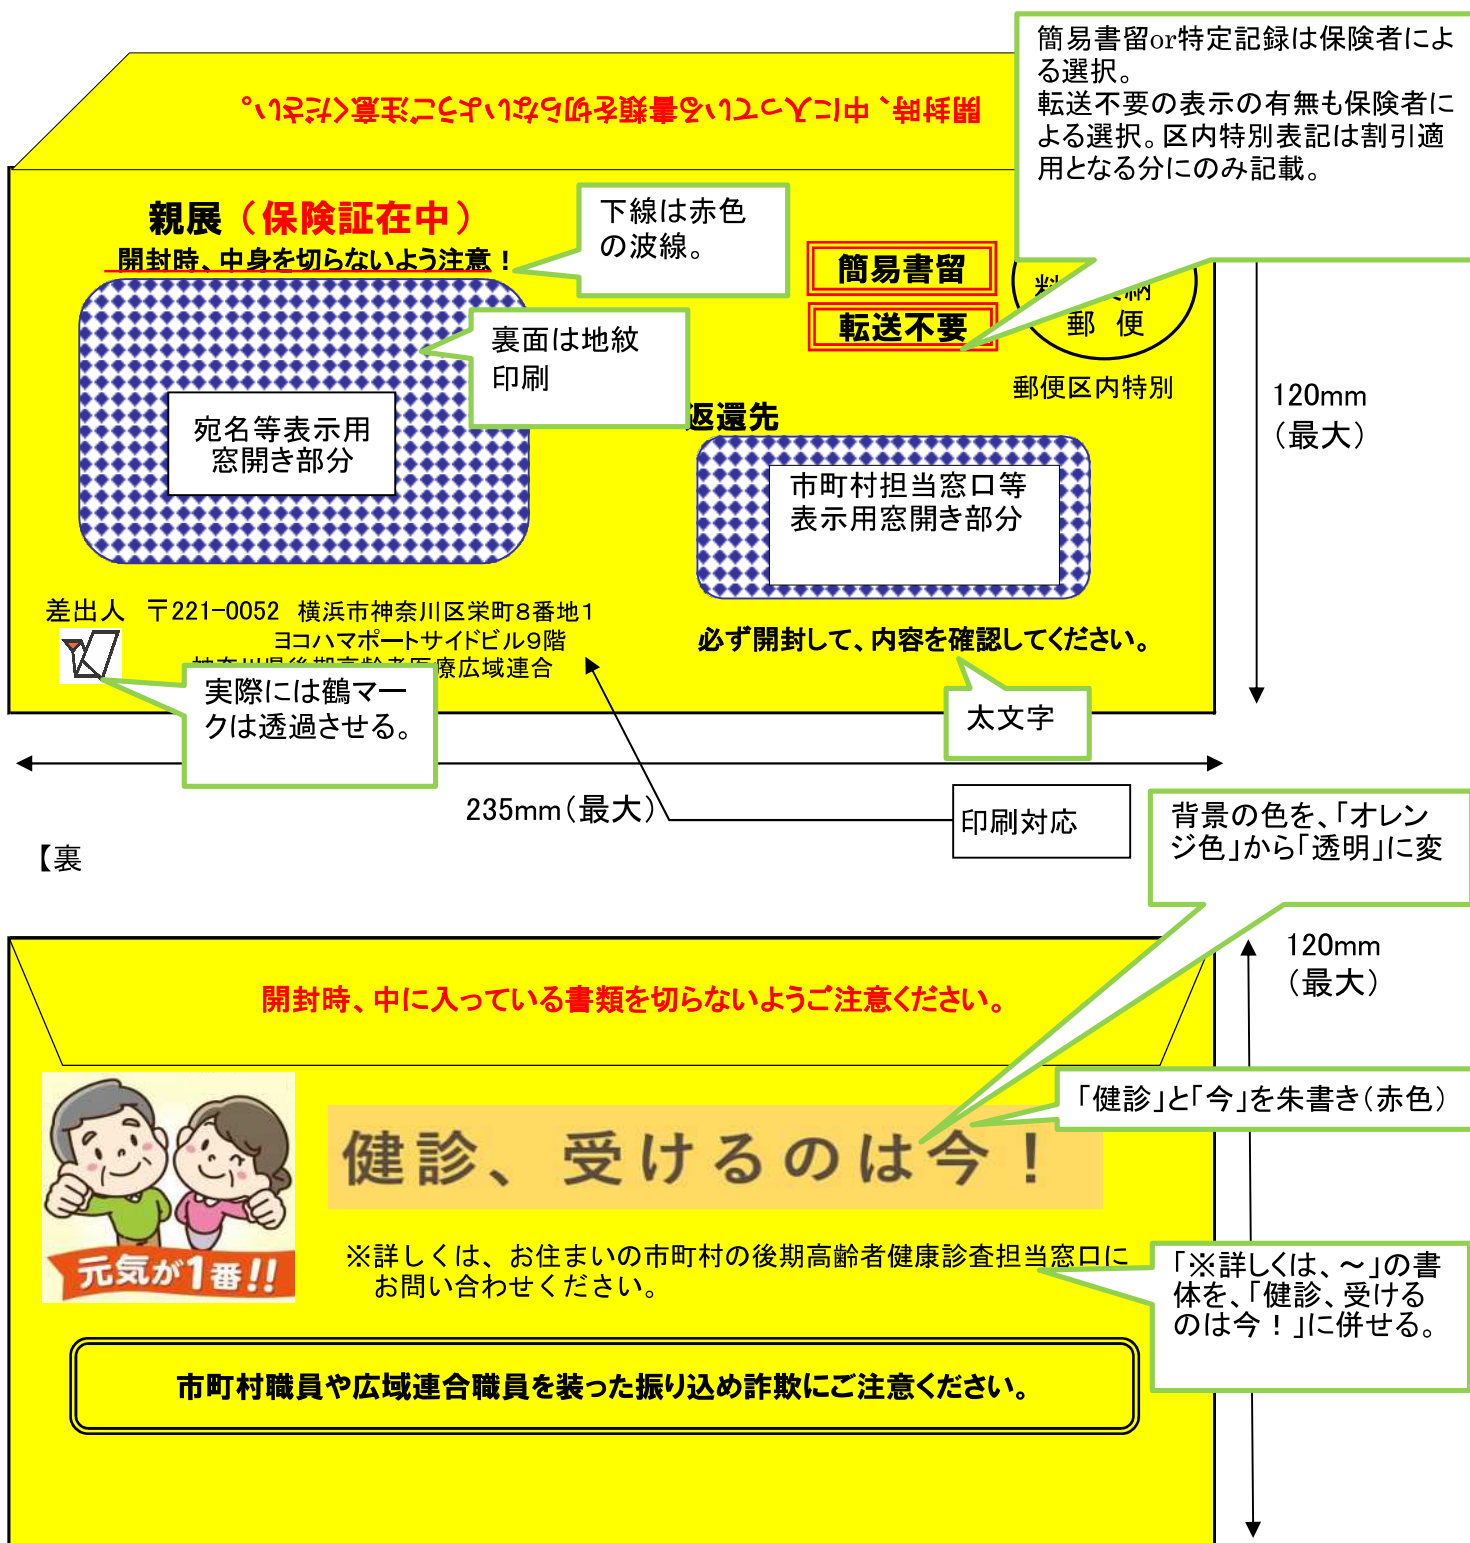 簡易書留or特定記録は保険者によ
る選択。
転送不要の表示の有無も保険者に
よる選択。区内特別表記は割引適
用となる分にのみ記載。
開封時、中に入っている書類を切らないようご注意ください。
親展（保険証在中）
開封時、中身を切らないよう注意！
下線は赤色
の波線。
簡易書留
転送不要
郵 便
郵便区内特別
裏面は地紋
印刷
宛名等表示用
窓開き部分
返還先
市町村担当窓口等
表示用窓開き部分
120mm
（最大）
差出人 〒221-0052 横浜市神奈川区栄町8番地1
ヨコハマポートサイドビル9階
神奈川県後期高齢者医療広域連合
必ず開封して、内容を確認してください。
実際には鶴マー
クは透過させる。
太文字
235mm（最大）
印刷対応
【裏
背景の色を、「オレン
ジ色」から「透明」に変
120mm
（最大）
開封時、中に入っている書類を切らないようご注意ください。
「健診」と「今」を朱書き（赤色）
健診、受けるのは今！
元気が1番!!
※詳しくは、お住まいの市町村の後期高齢者健康診査担当窓口に
お問い合わせください。
「※詳しくは、～」の書
体を、「健診、受ける
のは今！」に併せる。
市町村職員や広域連合職員を装った振り込め詐欺にご注意ください。